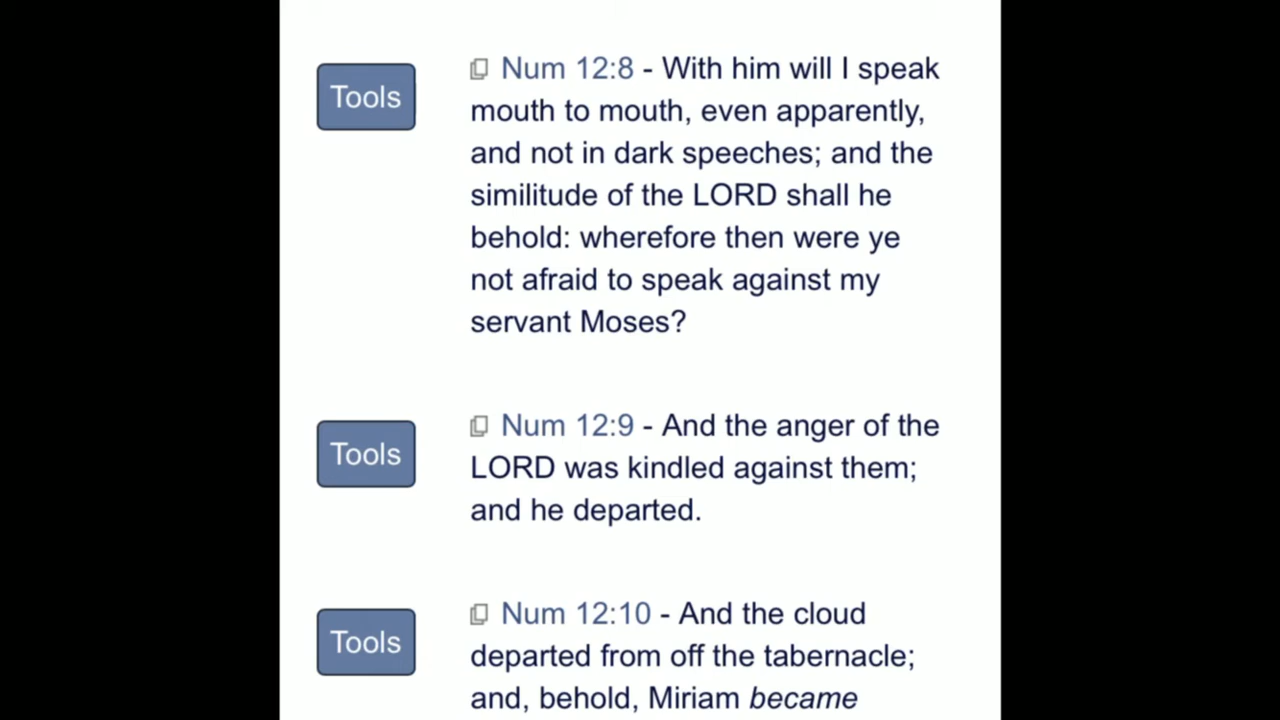 Tools
Num 12:8 - With him will I speak
mouth to mouth, even apparently,
and not in dark speeches; and the
similitude of the LORD shall he
behold: wherefore then were ye
not afraid to speak against my
servant Moses?
Tools
Num 12:9 - And the anger of the
LORD was kindled against them;
and he departed.
Tools
Num 12:10 - And the cloud
departed from off the tabernacle;
and, behold, Miriam became